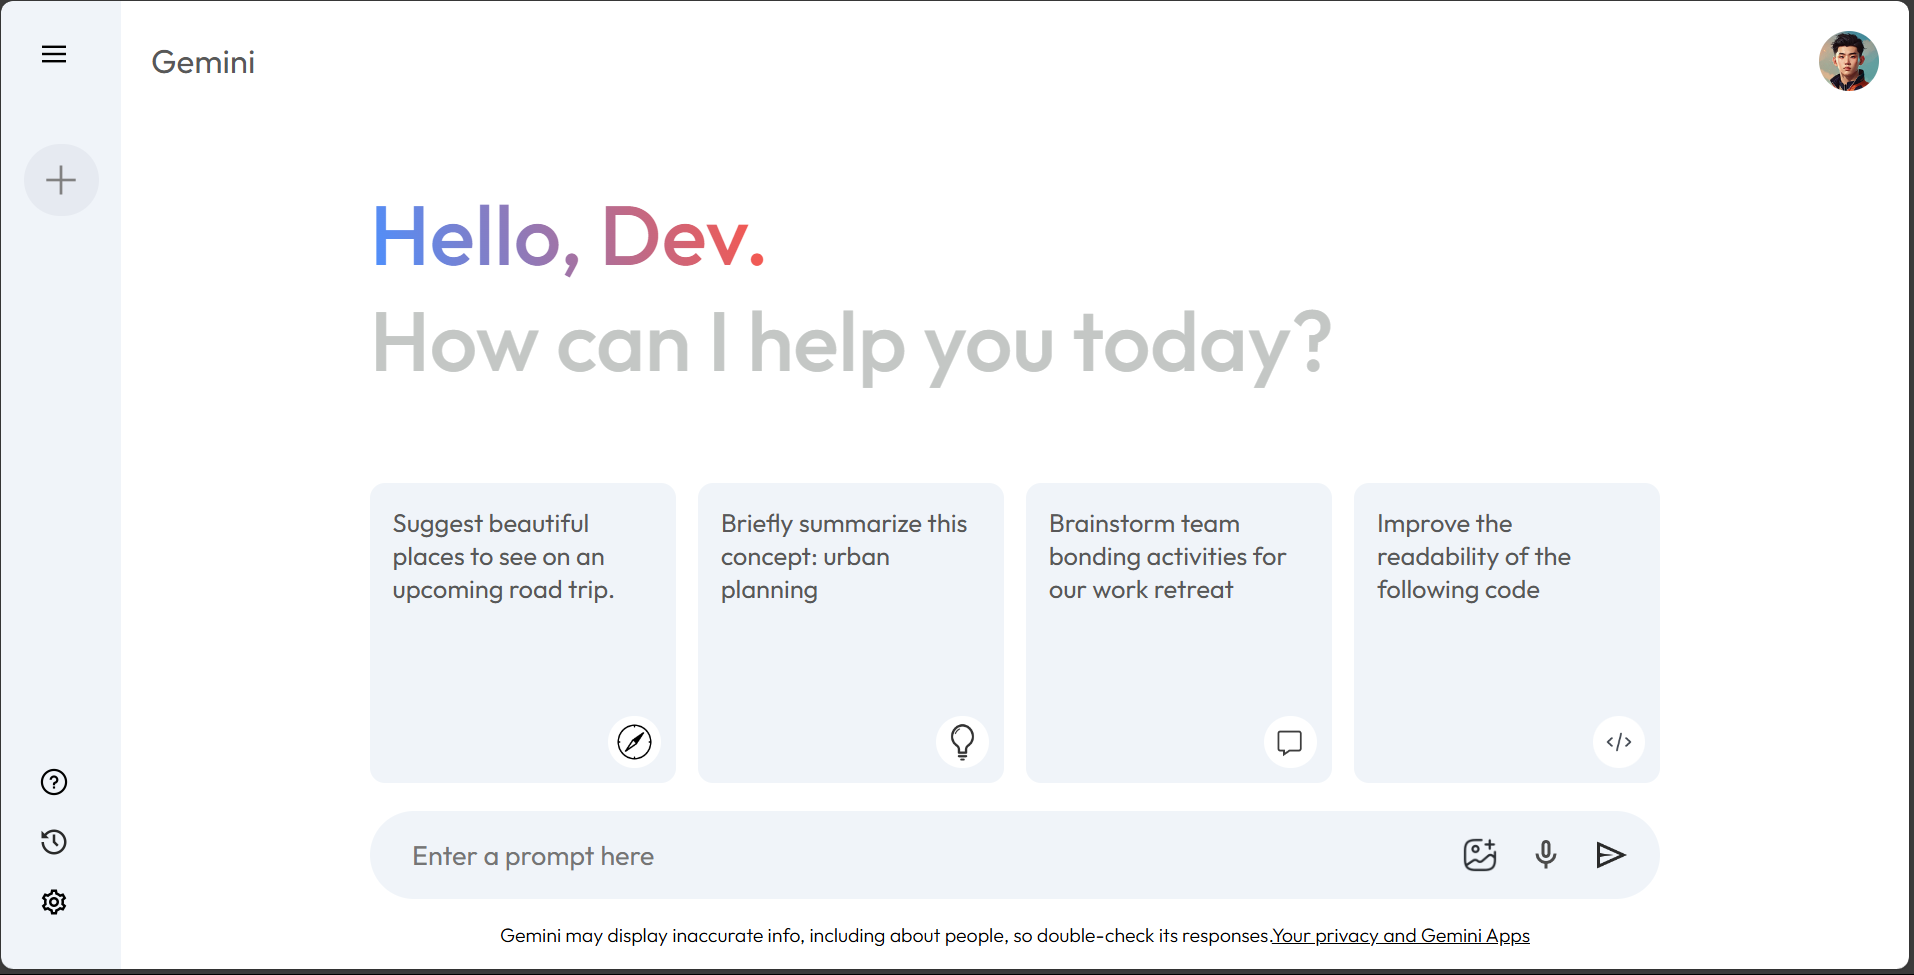 Gemini
Hello, Dev.
How can I help you today?
Suggest beautiful
places to see on an
upcoming road trip.
Briefly summarize this
concept: urban
planning
Brainstorm team
bonding activities for
our work retreat
Improve the
readability of the
following code
Enter a prompt here
Gemini may display inaccurate info, including about people, so double-check its responses.Your privacy and Gemini Apps